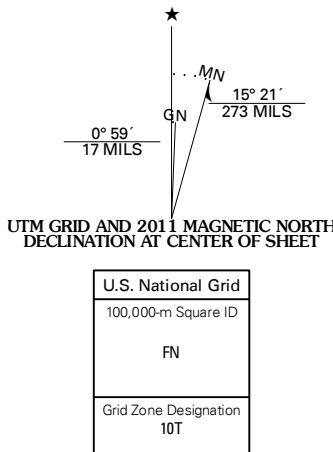 MN
GN
15° 21´
273 MILS
0° 59´
17 MILS
UTM GRID AND 2011 MAGNETIC NORTH
DECLINATION AT CENTER OF SHEET
U.S. National Grid
100,000-m Square ID
FN
Grid Zone Designation
10T